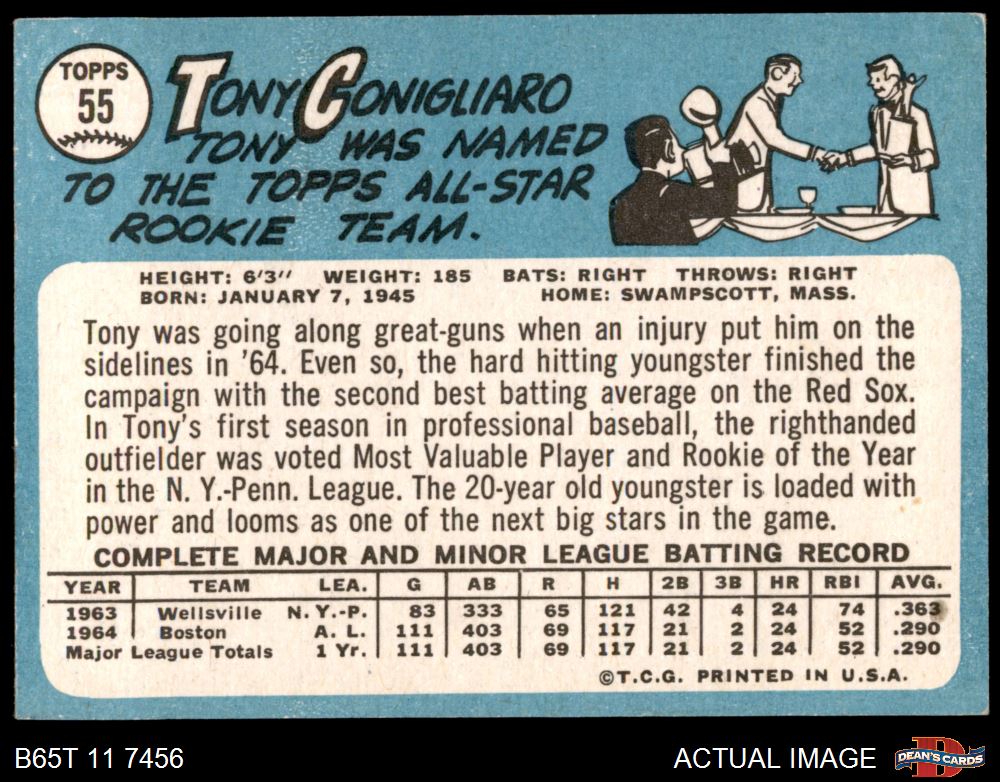 TOPPS
55
TONY CONIGLIARO
TONY WAS NAMED
TO THE TOPPS ALL-STAR
ROOKIE TEAM.
HEIGHT: 6'3" WEIGHT: 185 BATS: RIGHT THROWS: RIGHT
BORN: JANUARY 7, 1945 HOME: SWAMPSCOTT, MASS.
Tony was going along great-guns when an injury put him on the
sidelines in '64. Even so, the hard hitting youngster finished the
campaign with the second best batting average on the Red Sox.
In Tony's first season in professional baseball, the righthanded
outfielder was voted Most Valuable Player and Rookie of the Year
in the N. Y.-Penn. League. The 20-year old youngster is loaded with
power and looms as one of the next big stars in the game.
COMPLETE MAJOR AND MINOR LEAGUE BATTING RECORD
YEAR TEAM LEA. G AB R H 2B 3B HR RBI AVG.
1963 Wellsville N. Y.-P. 83 333 65 121 42 4 24 74 .363
1964 Boston A. L. 111 403 69 117 21 2 24 52 .290
Major League Totals 1 Yr. 111 403 69 117 21 2 24 52 .290
©T.C.G. PRINTED IN U.S.A.
B65T 11 7456 ACTUAL IMAGE D DEAN'S CARDS